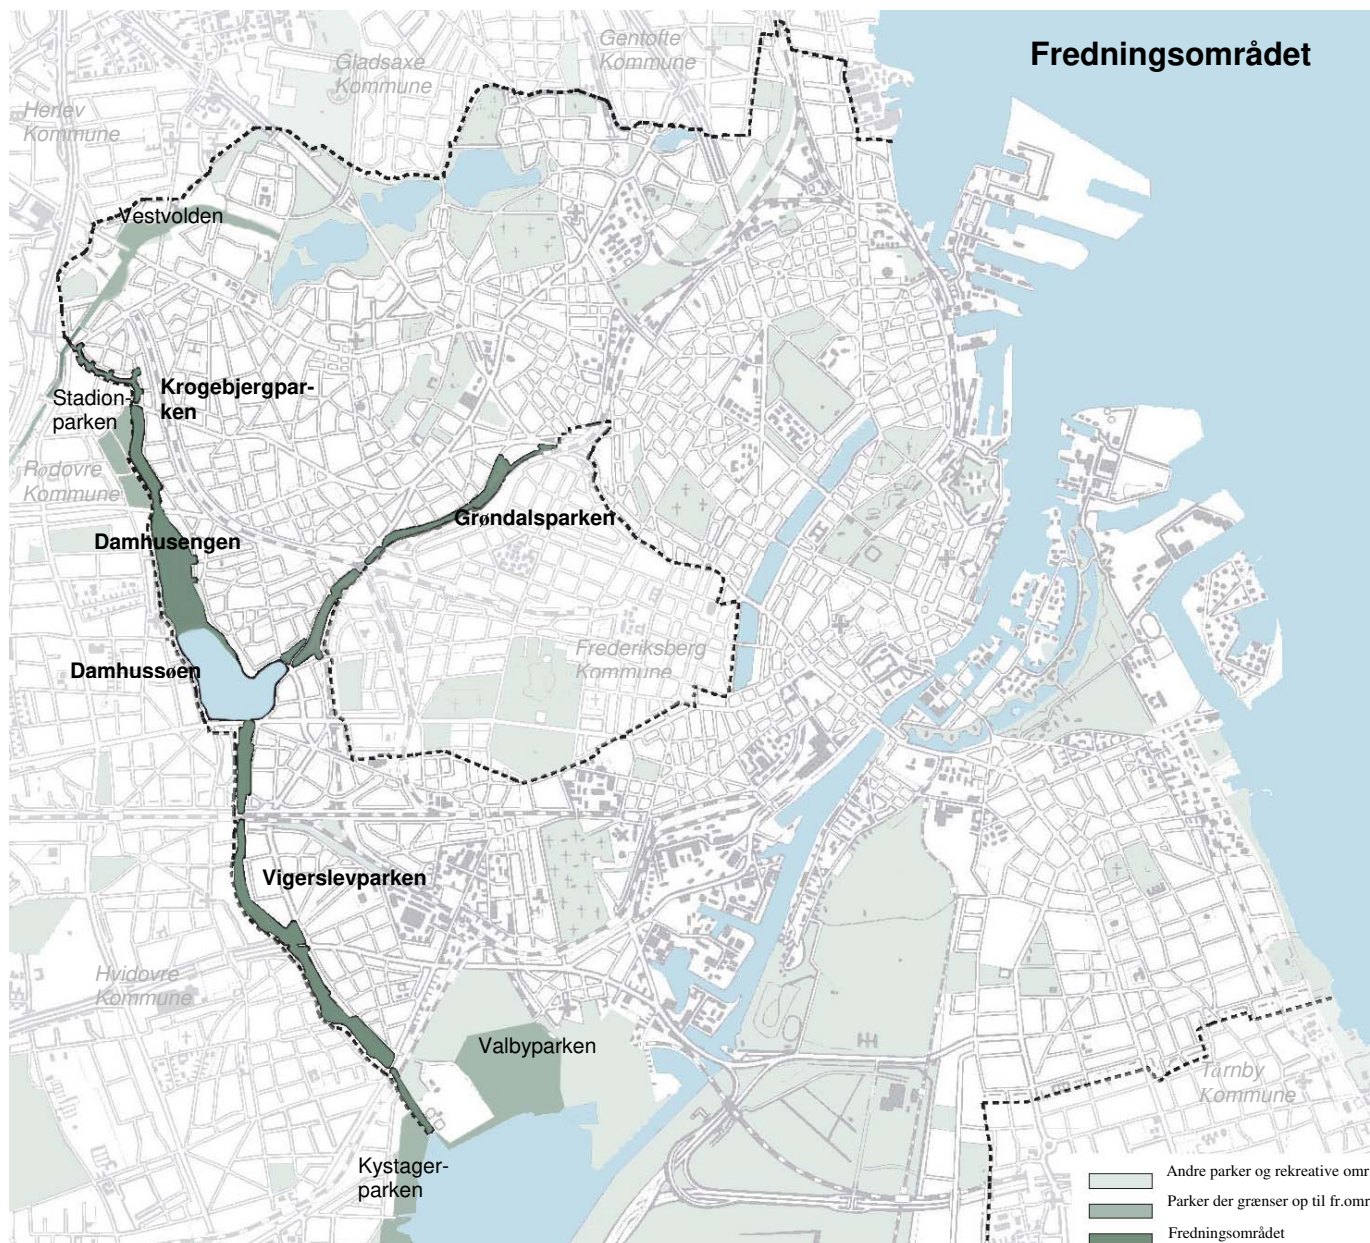 Fredningsområdet
Gentofte
Kommune
Gladsaxe
Kommune
Herlev
Kommune
Vestvolden
Krogebjergpar-
ken
Stadion-
parken
Rødovre
Kommune
Grøndalsparken
Damhusengen
Frederiksberg
Kommune
Damhussøen
Vigerslevparken
Hvidovre
Kommune
Valbyparken
Tårnby
Kommune
Kystager-
parken
Andre parker og rekreative omr
Parker der grænser op til fr.omr
Fredningsområdet